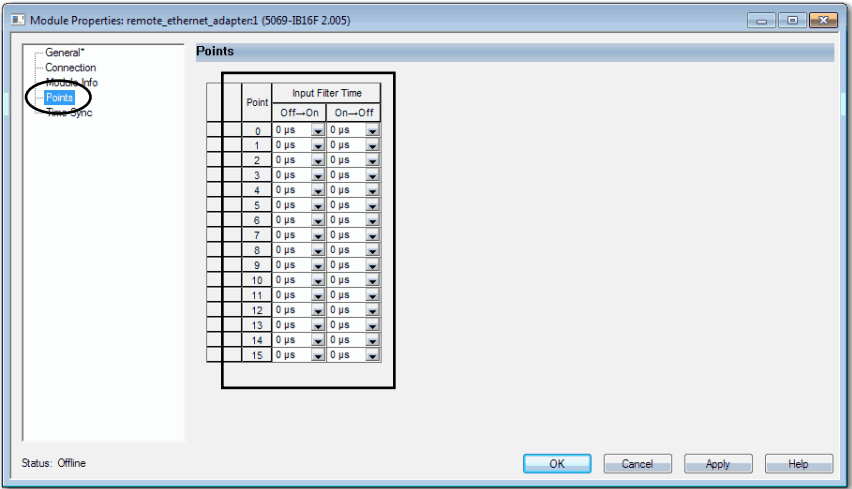 Module Properties: remote_ethernet_adapter:1 (5069-IB16F 2.005)
General*
Connection
Module Info
Points
Time Sync
Points
Point
Input Filter Time
Off→On On→Off
0 0 µs 0 µs
1 0 µs 0 µs
2 0 µs 0 µs
3 0 µs 0 µs
4 0 µs 0 µs
5 0 µs 0 µs
6 0 µs 0 µs
7 0 µs 0 µs
8 0 µs 0 µs
9 0 µs 0 µs
10 0 µs 0 µs
11 0 µs 0 µs
12 0 µs 0 µs
13 0 µs 0 µs
14 0 µs 0 µs
15 0 µs 0 µs
Status: Offline
OK Cancel Apply Help